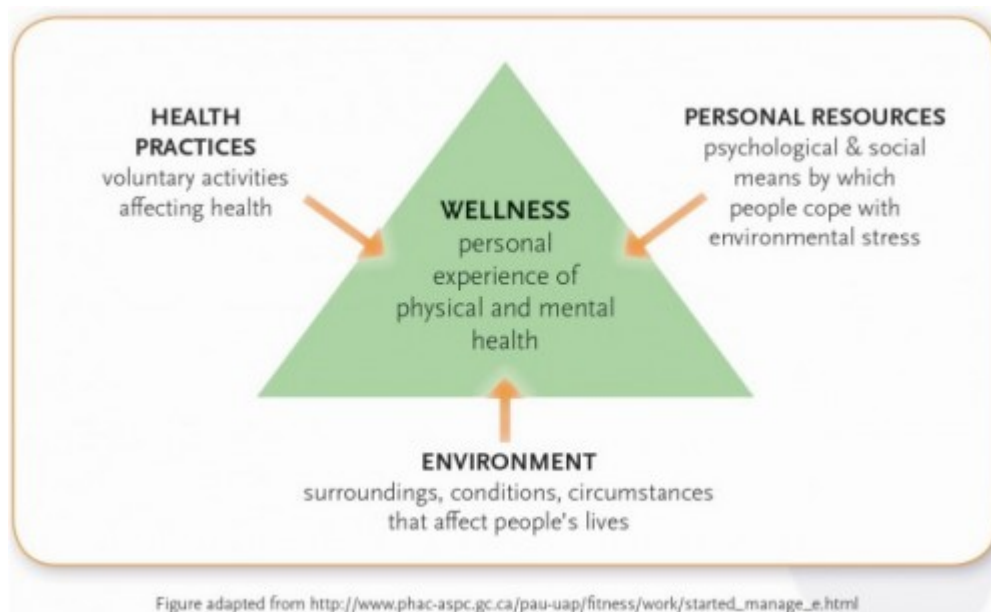 HEALTH
PRACTICES
voluntary activities
affecting health
PERSONAL RESOURCES
psychological & social
means by which
people cope with
environmental stress
WELLNESS
personal
experience of
physical and mental
health
ENVIRONMENT
surroundings, conditions, circumstances
that affect people's lives
Figure adapted from http://www.phac-aspc.gc.ca/pau-uap/fitness/work/started_manage_e.html